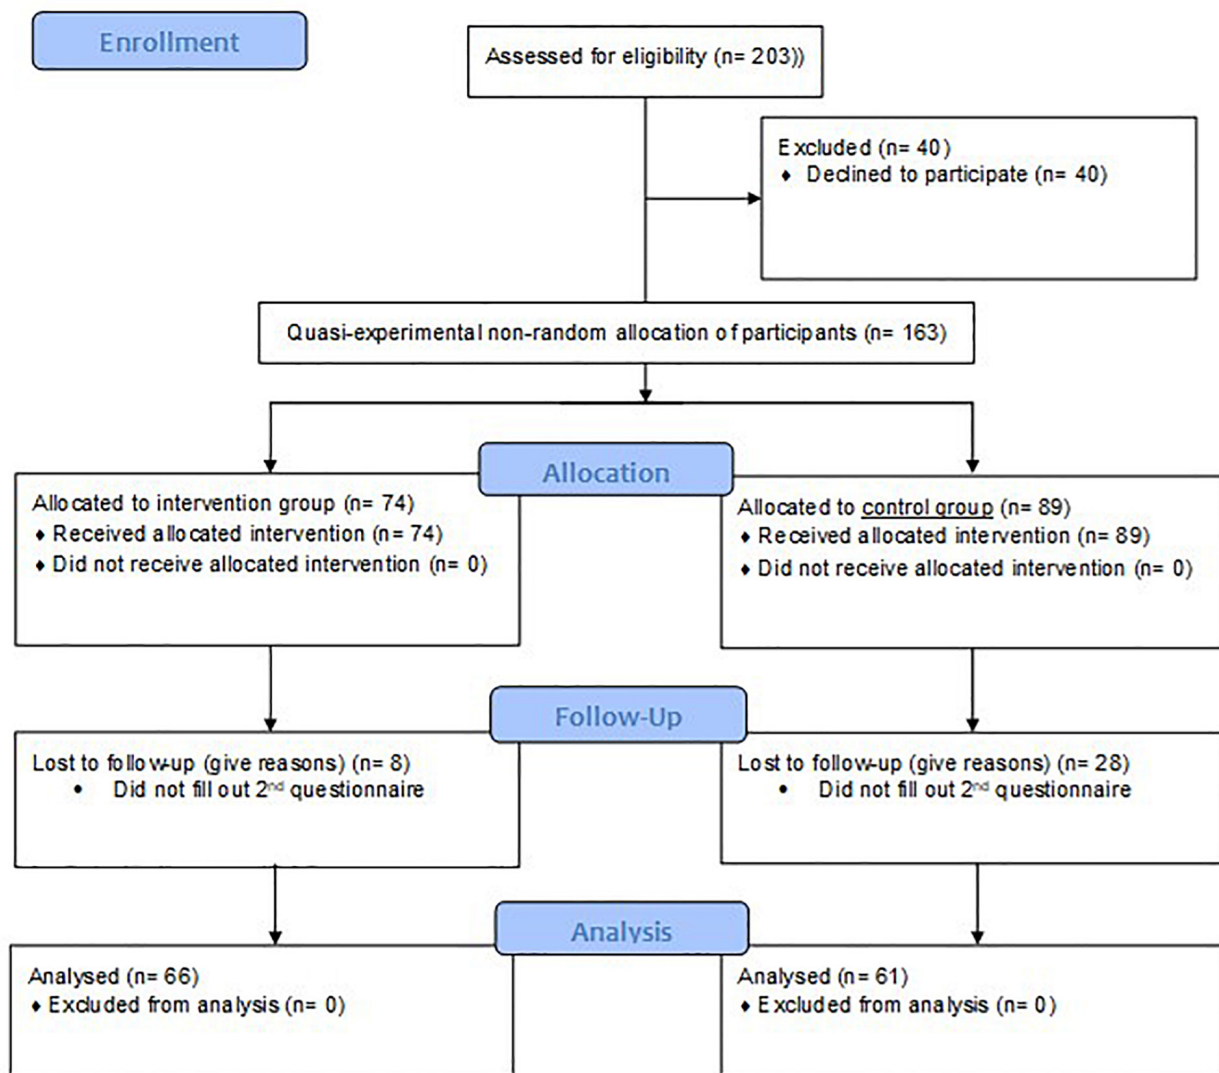 Enrollment
Assessed for eligibility (n= 203))
Excluded (n= 40)
♦ Declined to participate (n= 40)
Quasi-experimental non-random allocation of participants (n= 163)
Allocation
Allocated to intervention group (n= 74)
♦ Received allocated intervention (n= 74)
♦ Did not receive allocated intervention (n= 0)
Allocated to control group (n= 89)
♦ Received allocated intervention (n= 89)
♦ Did not receive allocated intervention (n= 0)
Follow-Up
Lost to follow-up (give reasons) (n= 8)
• Did not fill out 2nd questionnaire
Lost to follow-up (give reasons) (n= 28)
• Did not fill out 2nd questionnaire
Analysis
Analysed (n= 66)
♦ Excluded from analysis (n= 0)
Analysed (n= 61)
♦ Excluded from analysis (n= 0)